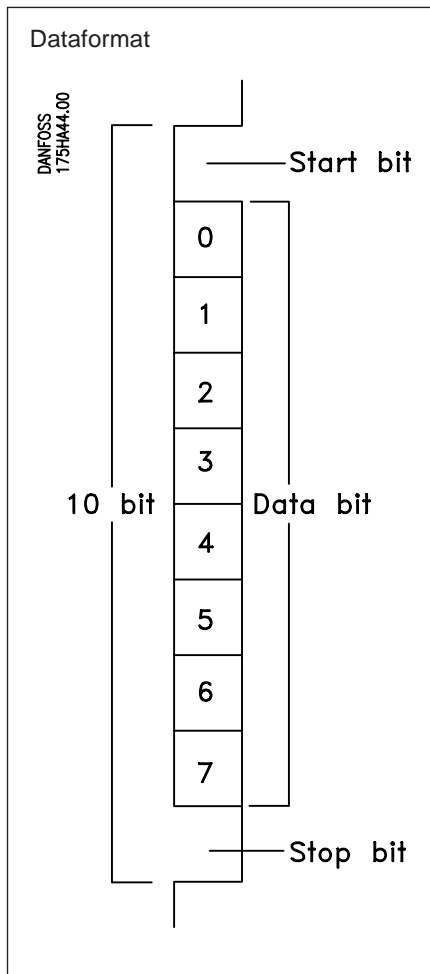 Dataformat
DANFOSS
175HA44.00
Start bit
0
1
2
3
10 bit
Data bit
4
5
6
7
Stop bit